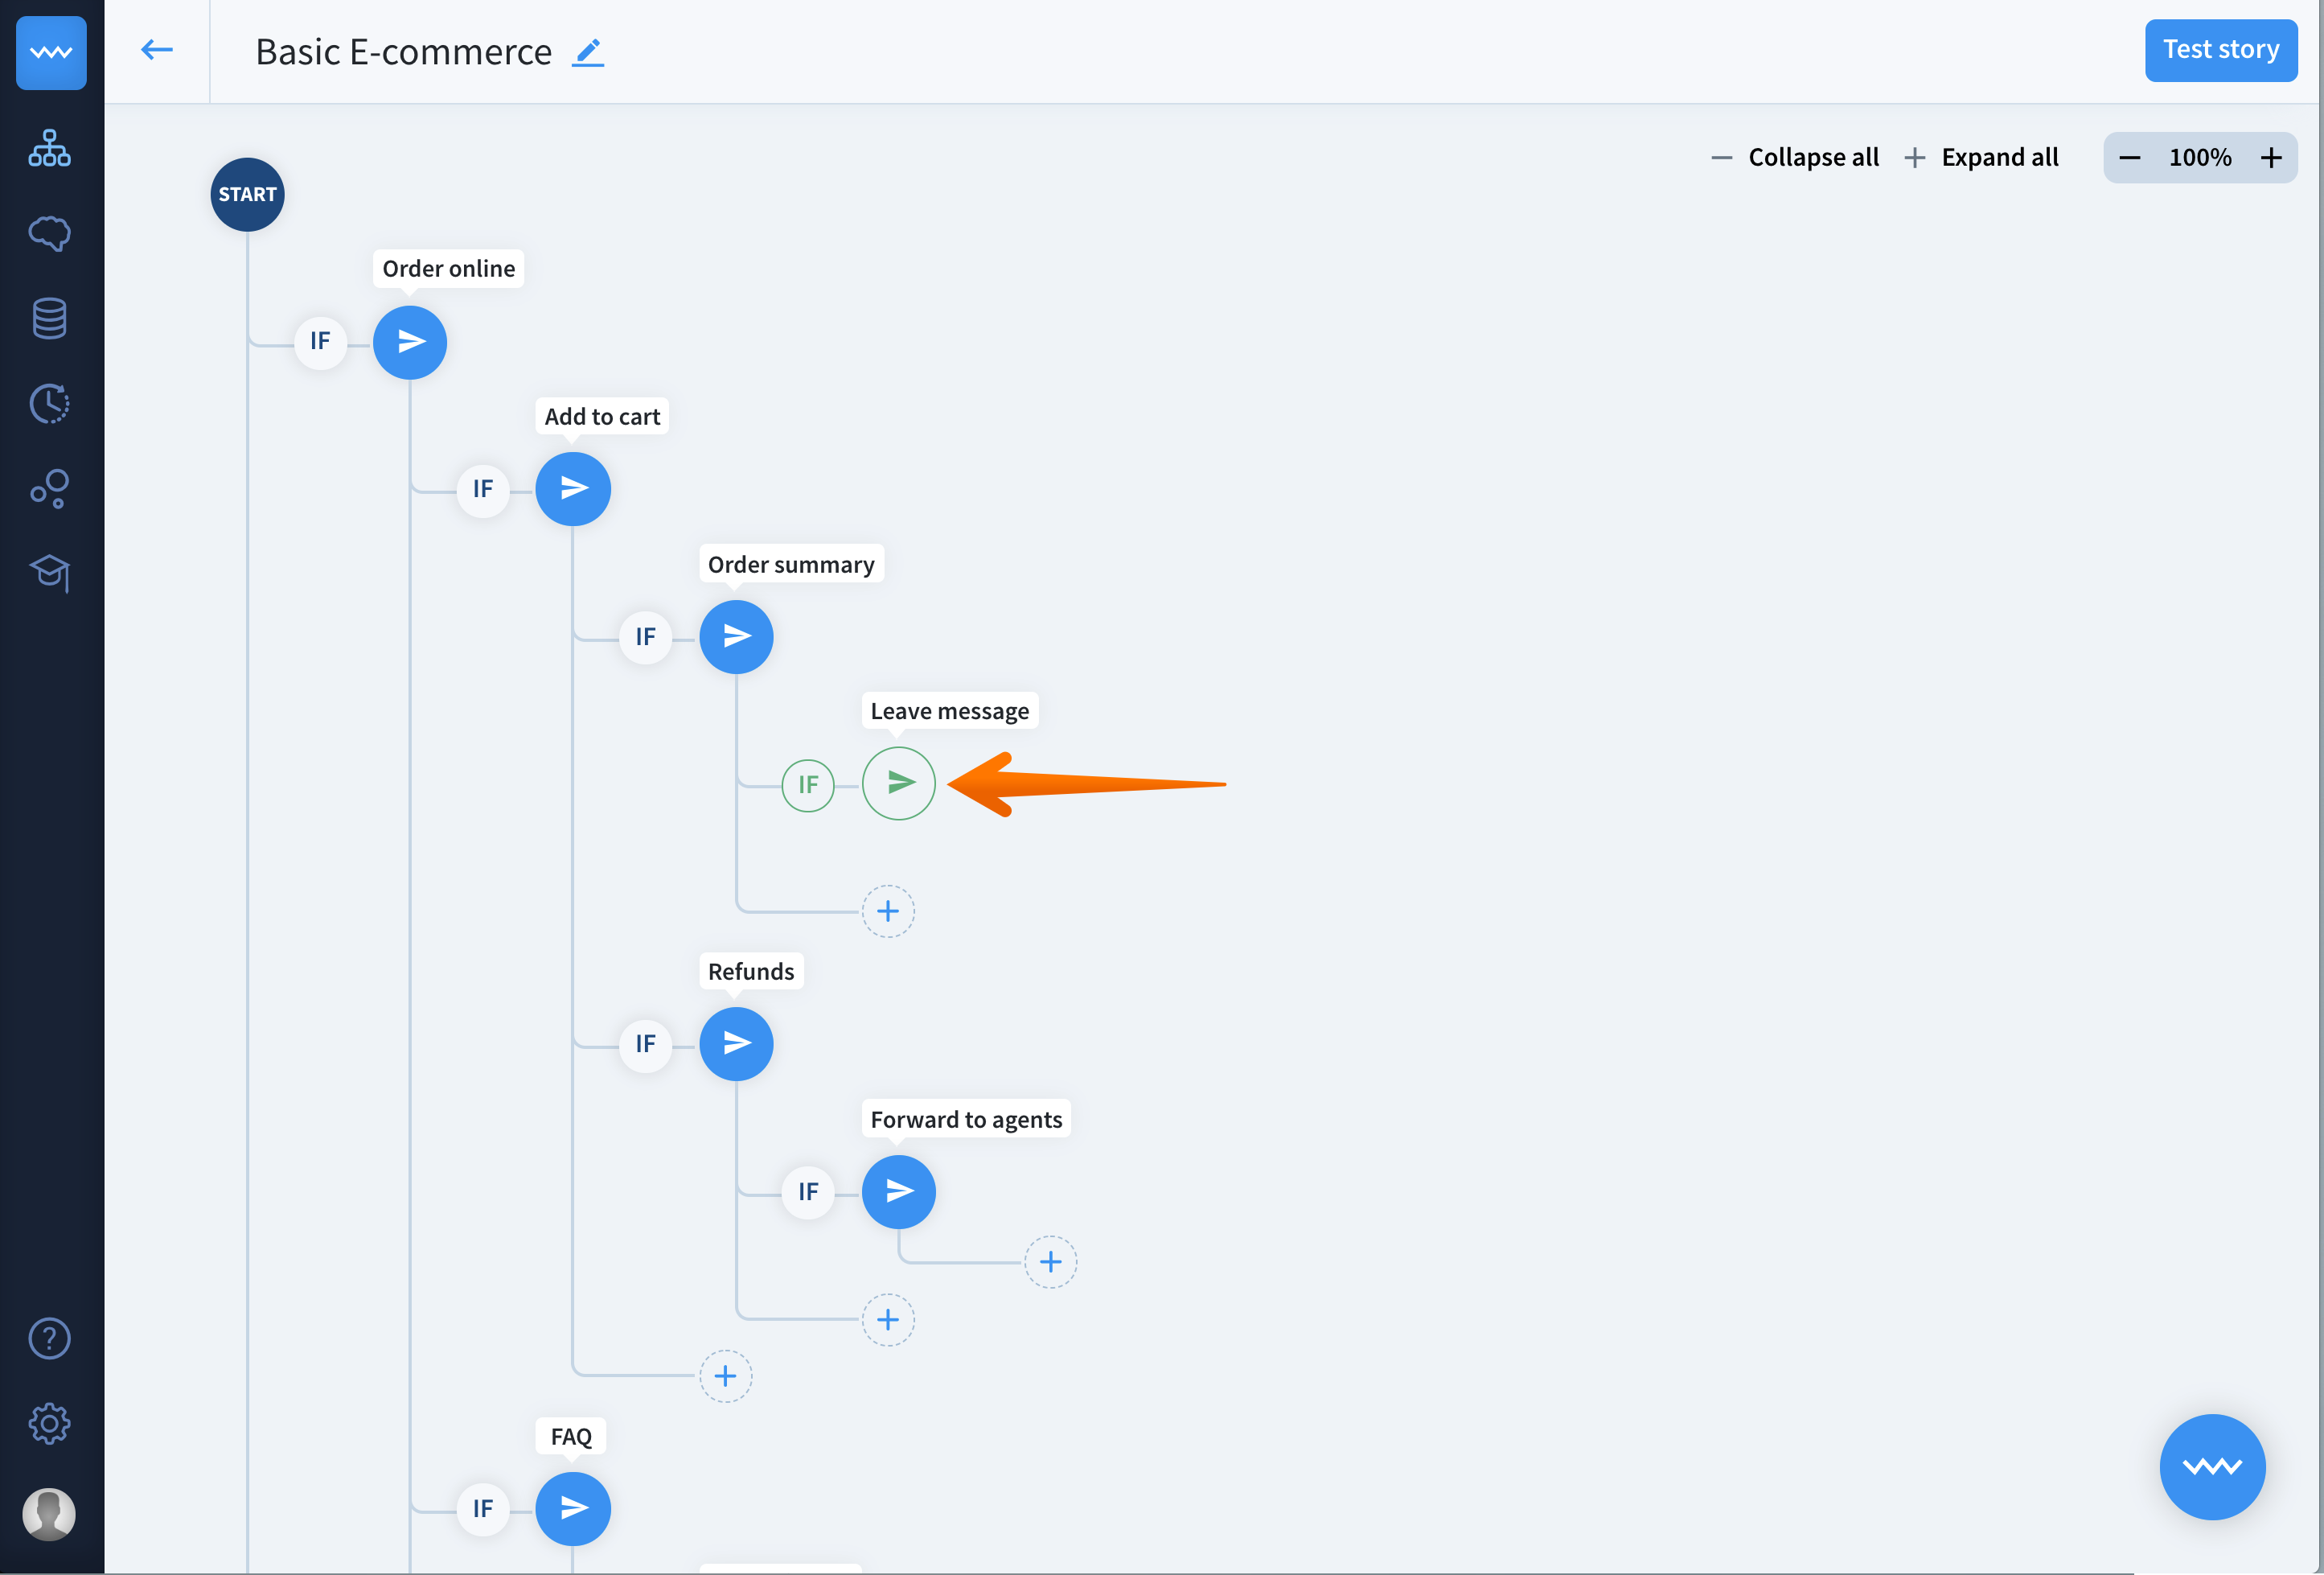 Basic E-commerce
Test story
Collapse all
Expand all
100%
START
Order online
IF
Add to cart
IF
Order summary
IF
Leave message
IF
Refunds
IF
Forward to agents
IF
FAQ
IF
?